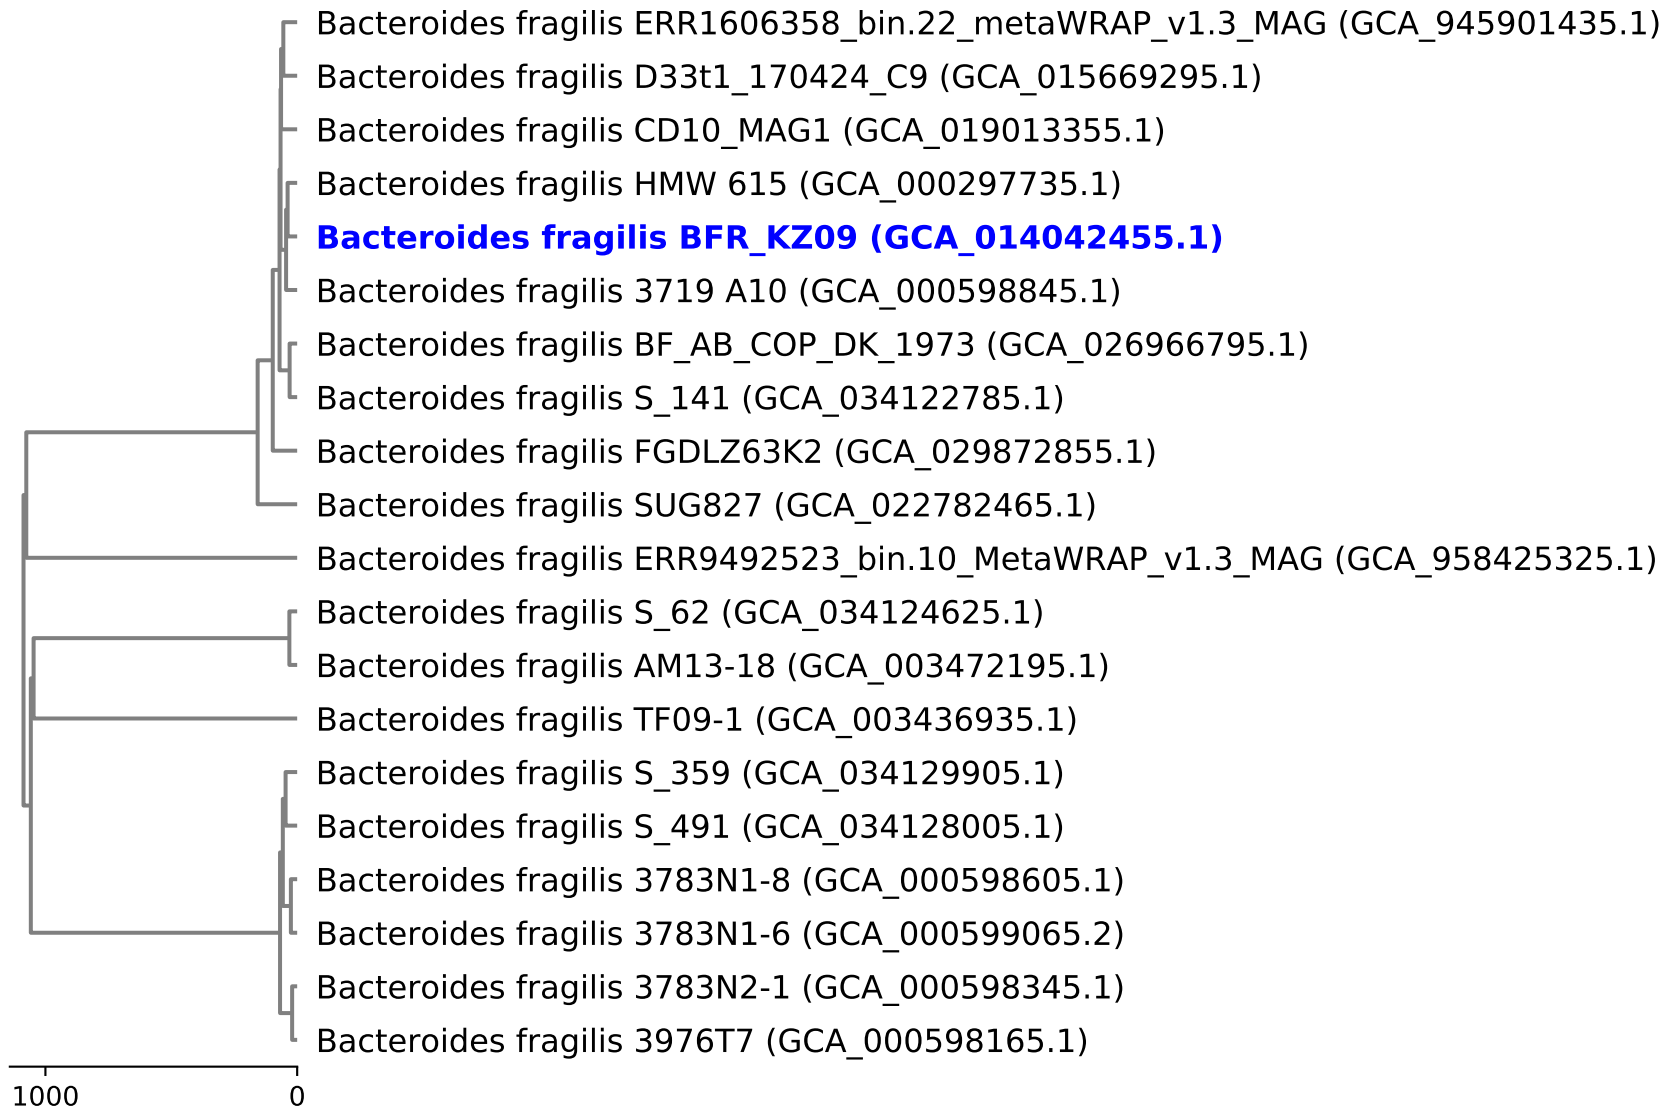 Bacteroides fragilis ERR1606358_bin.22_metaWRAP_v1.3_MAG (GCA_945901435.1)
Bacteroides fragilis D33t1_170424_C9 (GCA_015669295.1)
Bacteroides fragilis CD10_MAG1 (GCA_019013355.1)
Bacteroides fragilis HMW 615 (GCA_000297735.1)
Bacteroides fragilis BFR_KZ09 (GCA_014042455.1)
Bacteroides fragilis 3719 A10 (GCA_000598845.1)
Bacteroides fragilis BF_AB_COP_DK_1973 (GCA_026966795.1)
Bacteroides fragilis S_141 (GCA_034122785.1)
Bacteroides fragilis FGDLZ63K2 (GCA_029872855.1)
Bacteroides fragilis SUG827 (GCA_022782465.1)
Bacteroides fragilis ERR9492523_bin.10_MetaWRAP_v1.3_MAG (GCA_958425325.1)
Bacteroides fragilis S_62 (GCA_034124625.1)
Bacteroides fragilis AM13-18 (GCA_003472195.1)
Bacteroides fragilis TF09-1 (GCA_003436935.1)
Bacteroides fragilis S_359 (GCA_034129905.1)
Bacteroides fragilis S_491 (GCA_034128005.1)
Bacteroides fragilis 3783N1-8 (GCA_000598605.1)
Bacteroides fragilis 3783N1-6 (GCA_000599065.2)
Bacteroides fragilis 3783N2-1 (GCA_000598345.1)
Bacteroides fragilis 3976T7 (GCA_000598165.1)
1000 0